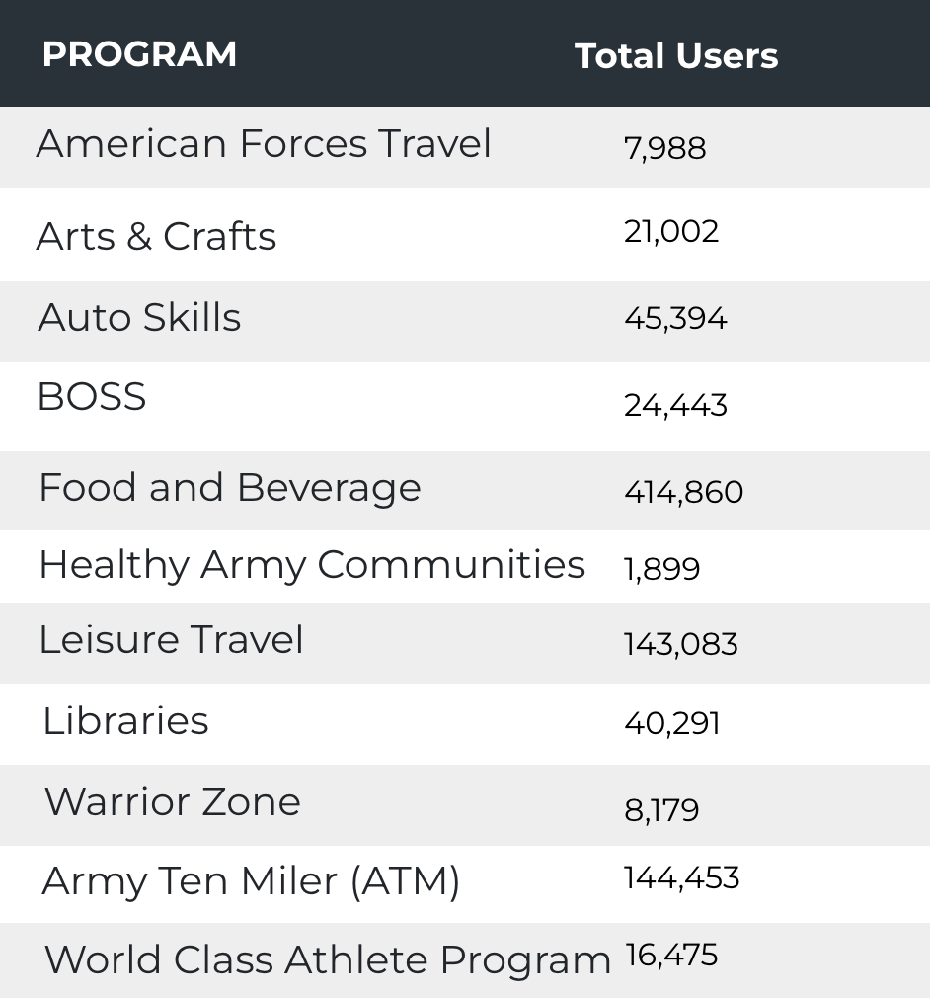 PROGRAM Total Users
American Forces Travel 7,988
Arts & Crafts 21,002
Auto Skills 45,394
BOSS 24,443
Food and Beverage 414,860
Healthy Army Communities 1,899
Leisure Travel 143,083
Libraries 40,291
Warrior Zone 8,179
Army Ten Miler (ATM) 144,453
World Class Athlete Program 16,475